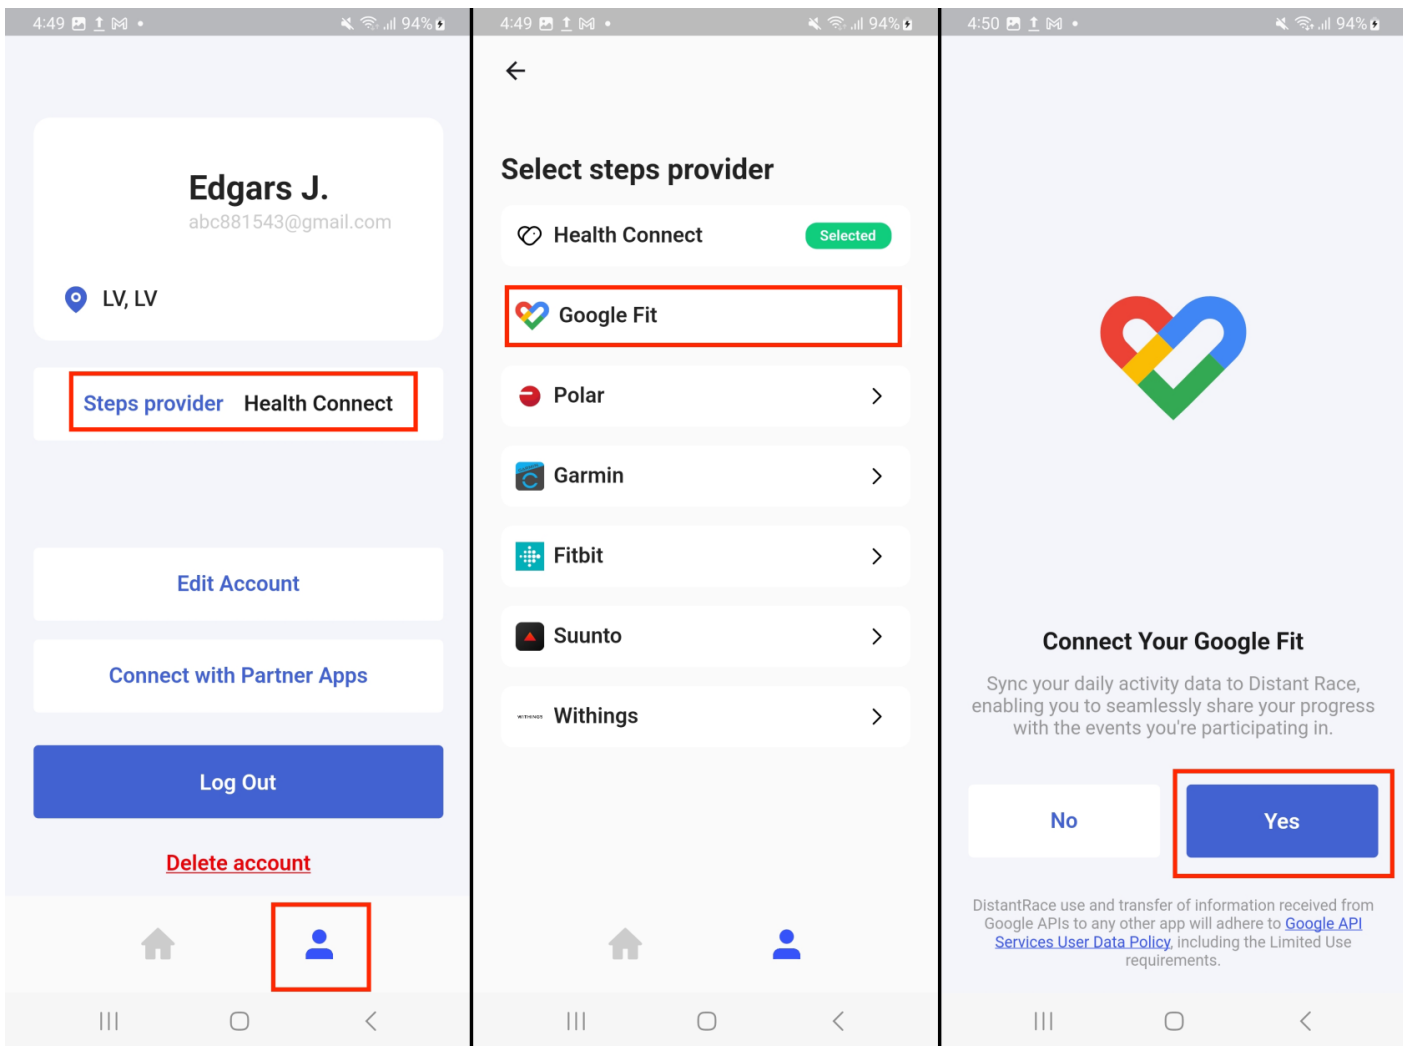 4:49
94%
Edgars J.
abc881543@gmail.com
LV, LV
Steps provider Health Connect
Edit Account
Connect with Partner Apps
Log Out
Delete account
4:49
94%
Select steps provider
Health Connect
Selected
Google Fit
Polar
Garmin
Fitbit
Suunto
WITHINGS Withings
4:50
94%
Connect Your Google Fit
Sync your daily activity data to Distant Race,
enabling you to seamlessly share your progress
with the events you're participating in.
No
Yes
DistantRace use and transfer of information received from
Google APIs to any other app will adhere to Google API
Services User Data Policy, including the Limited Use
requirements.